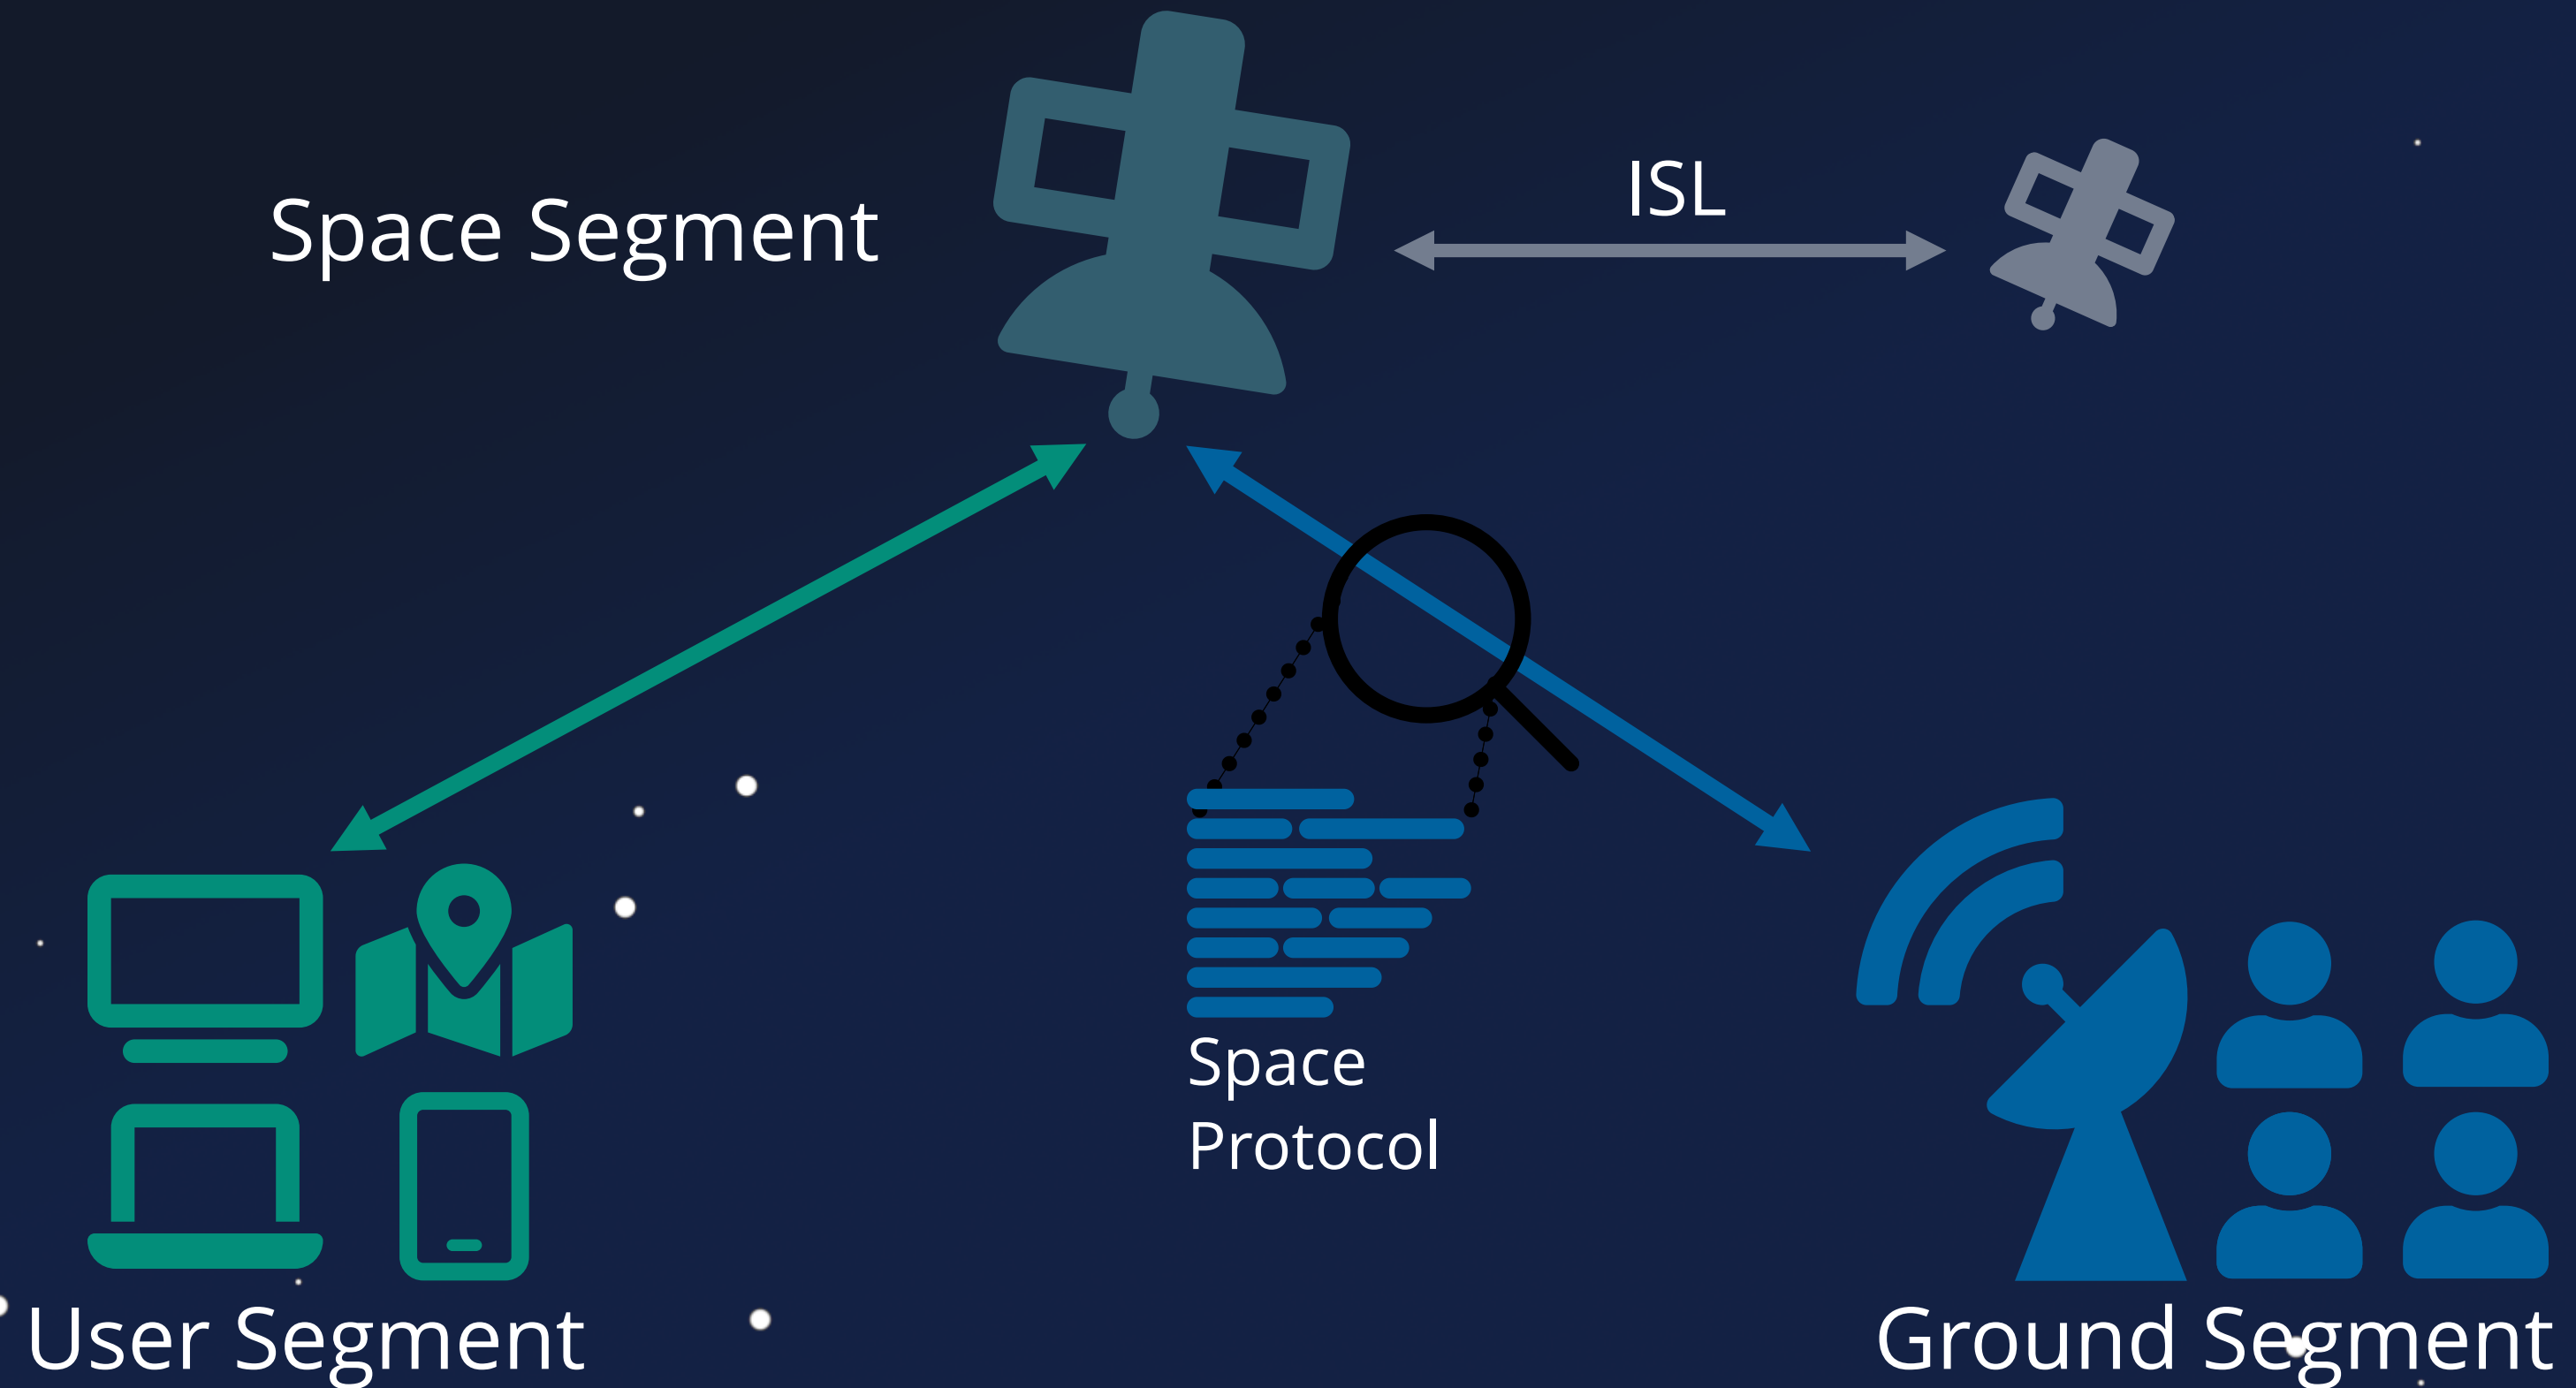 Space Segment
ISL
Space
Protocol
User Segment
Ground Segment